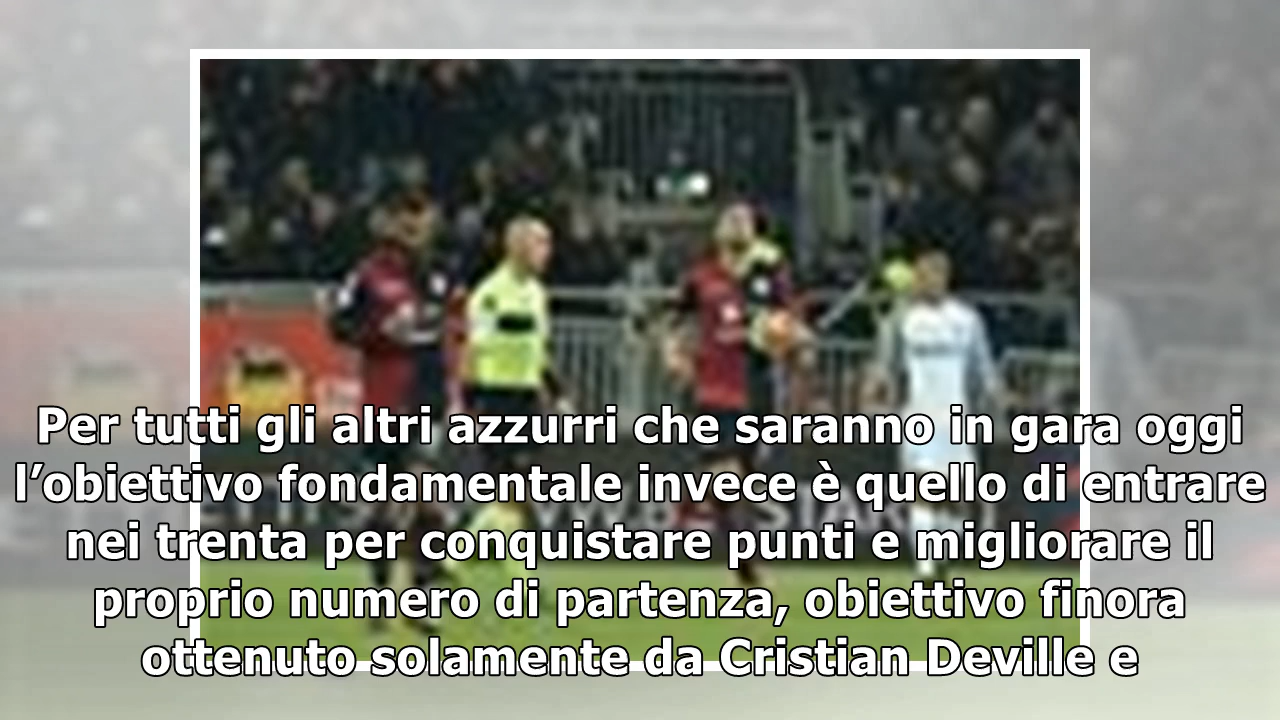 Per tutti gli altri azzurri che saranno in gara oggi
l’obiettivo fondamentale invece è quello di entrare
nei trenta per conquistare punti e migliorare il
proprio numero di partenza, obiettivo finora
ottenuto solamente da Cristian Deville e